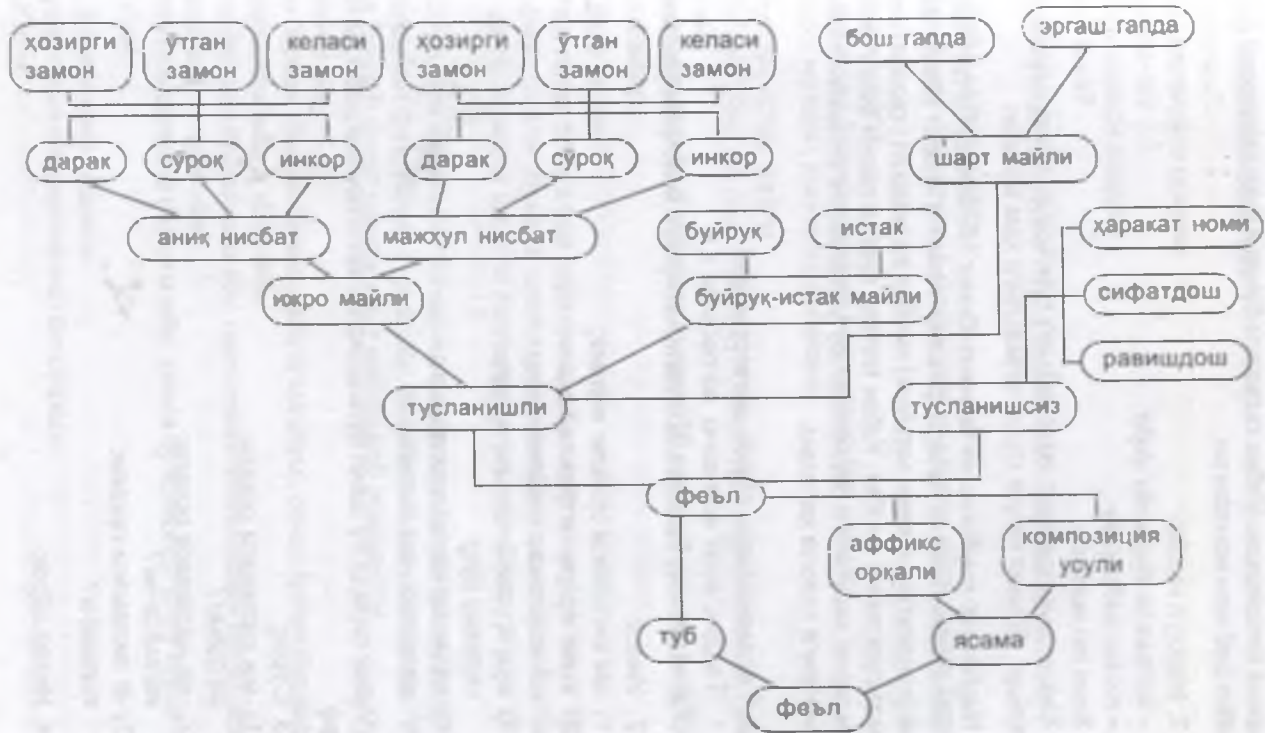 ҳозирги замон
ўтган замон
келаси замон
ҳозирги замон
ўтган замон
келаси замон
бош гапда
эргаш гапда
дарак
сўроқ
инкор
дарак
сўроқ
инкор
шарт майли
аниқ нисбат
мажҳул нисбат
буйруқ
истак
ҳаракат номи
ижро майли
буйруқ-истак майли
сифатдош
равишдош
тусланишли
тусланишсиз
феъл
аффикс орқали
композиция усули
туб
ясама
феъл